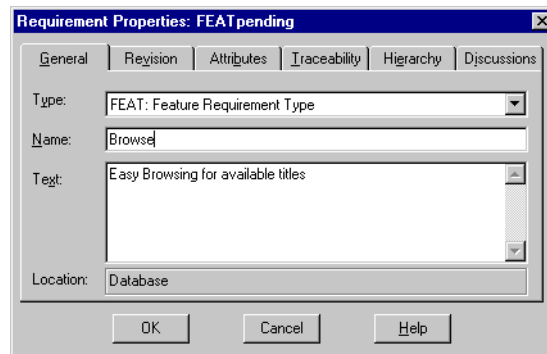 Requirement Properties: FEATpending
General Revision Attributes Traceability Hierarchy Discussions
Type: FEAT: Feature Requirement Type
Name: Browse
Text: Easy Browsing for available titles
Location: Database
OK Cancel Help